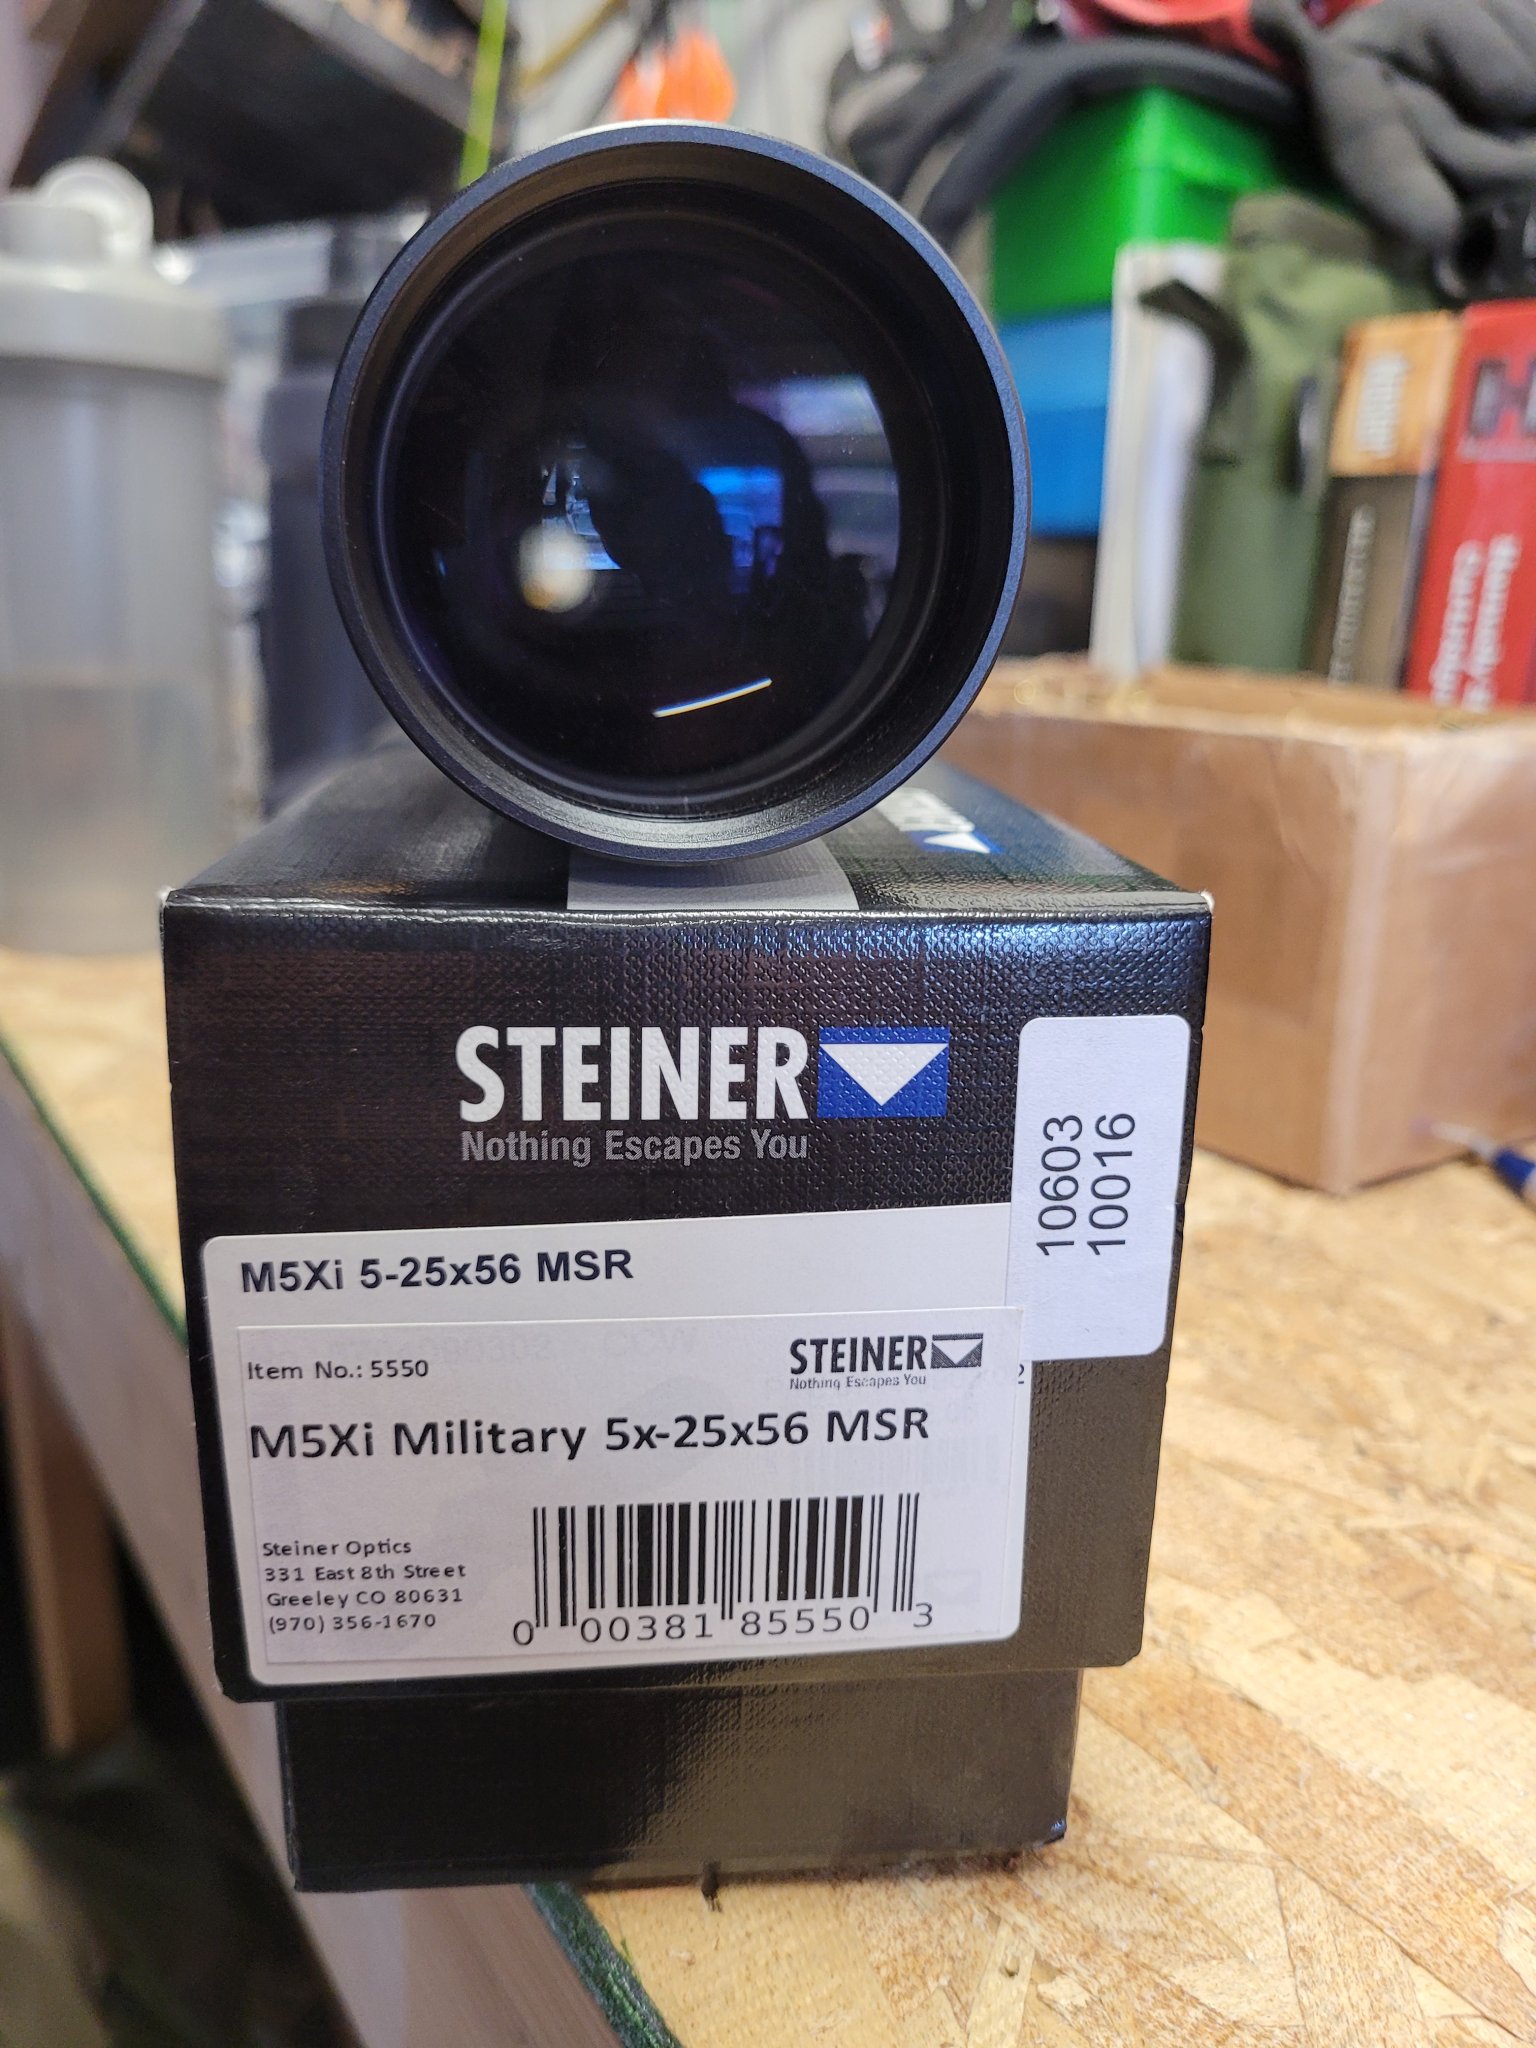 STEINER
Nothing Escapes You
10603
10016
M5Xi 5-25x56 MSR
Item No.: 5550
STEINER
Nothing Escapes You
2
M5Xi Military 5x-25x56 MSR
Steiner Optics
331 East 8th Street
Greeley CO 80631
(970) 356-1670
0 00381 85550 3